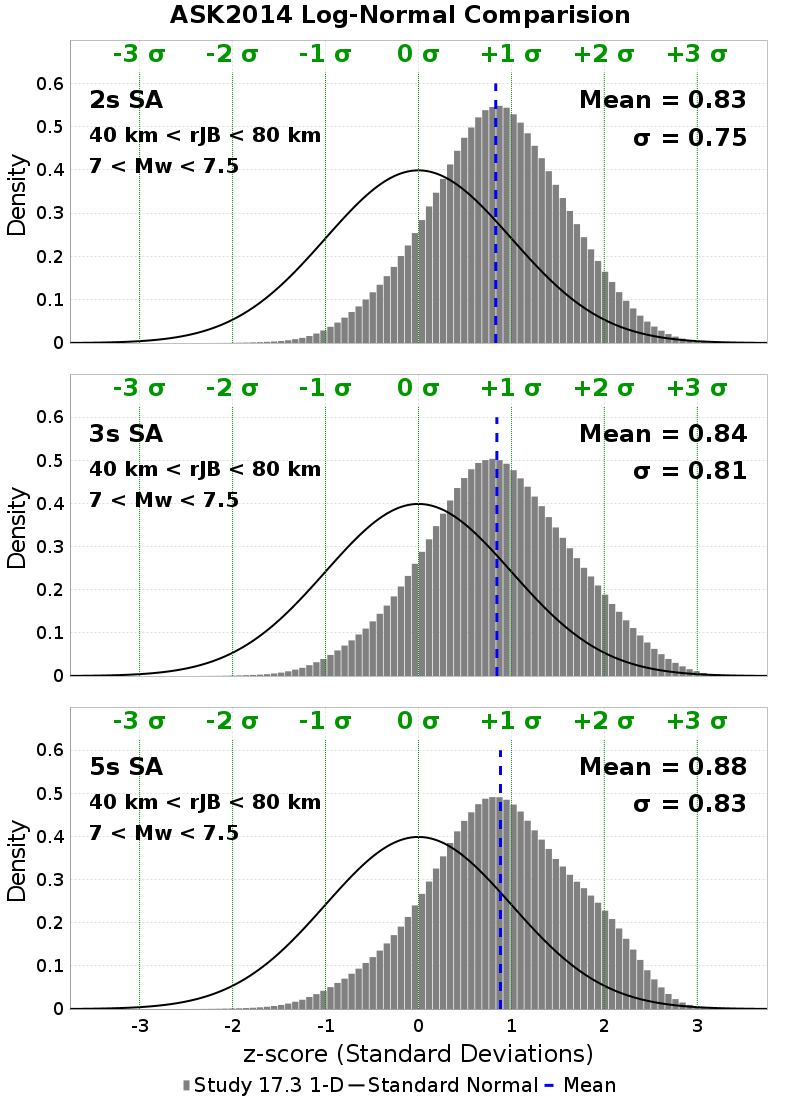 ASK2014 Log-Normal Comparision
-3 σ -2 σ -1 σ 0 σ +1 σ +2 σ +3 σ
0.6
2s SA Mean = 0.83
0.5
40 km < rJB < 80 km σ = 0.75
7 < Mw < 7.5
0.4
Density
0.3
0.2
0.1
0
-3 σ -2 σ -1 σ 0 σ +1 σ +2 σ +3 σ
0.6
3s SA Mean = 0.84
0.5
40 km < rJB < 80 km σ = 0.81
7 < Mw < 7.5
0.4
Density
0.3
0.2
0.1
0
-3 σ -2 σ -1 σ 0 σ +1 σ +2 σ +3 σ
0.6
5s SA Mean = 0.88
0.5
40 km < rJB < 80 km σ = 0.83
7 < Mw < 7.5
0.4
Density
0.3
0.2
0.1
0
-3 -2 -1 0 1 2 3
z-score (Standard Deviations)
Study 17.3 1-D Standard Normal Mean